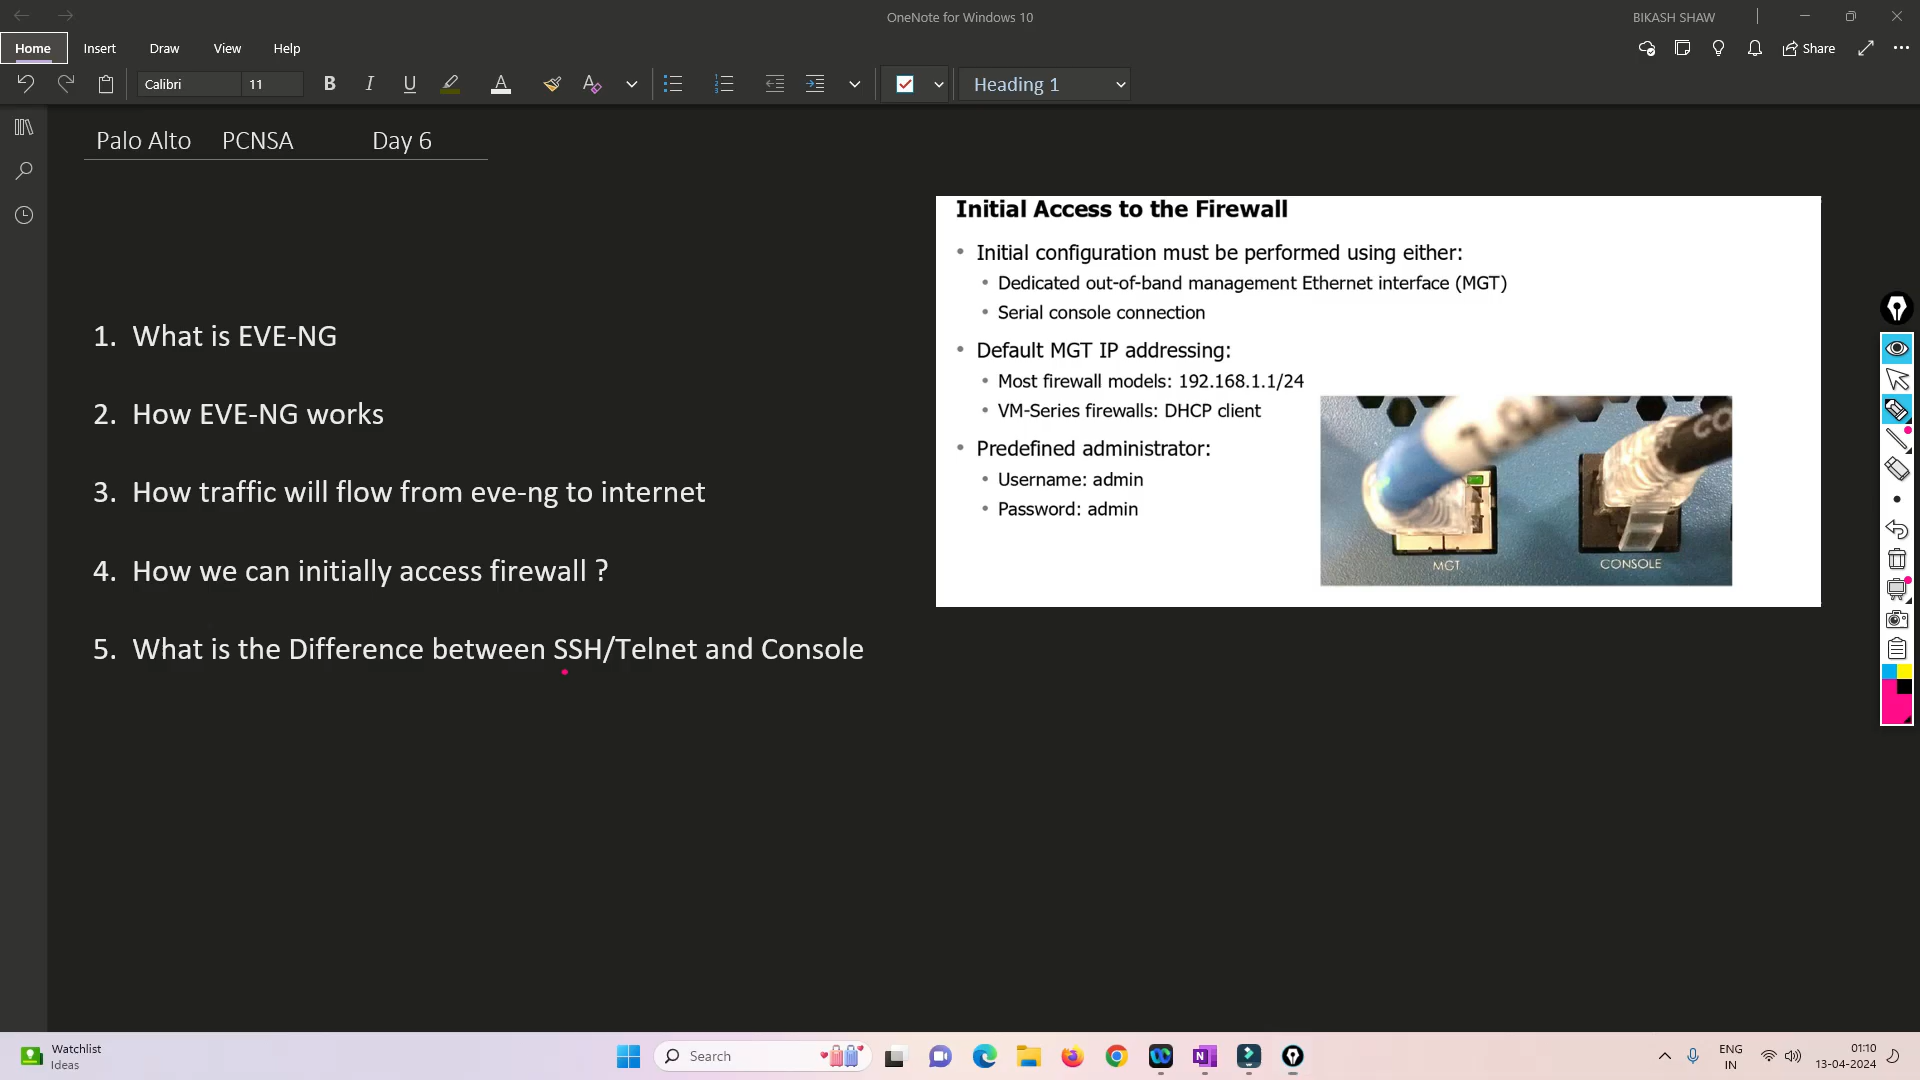 OneNote for Windows 10
BIKASH SHAW
Home
Insert
Draw
View
Help
Share
Calibri
11
B
I
U
A
A
Heading 1
Palo Alto PCNSA Day 6
1. What is EVE-NG
2. How EVE-NG works
3. How traffic will flow from eve-ng to internet
4. How we can initially access firewall ?
5. What is the Difference between SSH/Telnet and Console
Initial Access to the Firewall
• Initial configuration must be performed using either:
• Dedicated out-of-band management Ethernet interface (MGT)
• Serial console connection
• Default MGT IP addressing:
• Most firewall models: 192.168.1.1/24
• VM-Series firewalls: DHCP client
• Predefined administrator:
• Username: admin
• Password: admin
MGT
CONSOLE
Watchlist
Ideas
Search
ENG
IN
01:10
13-04-2024